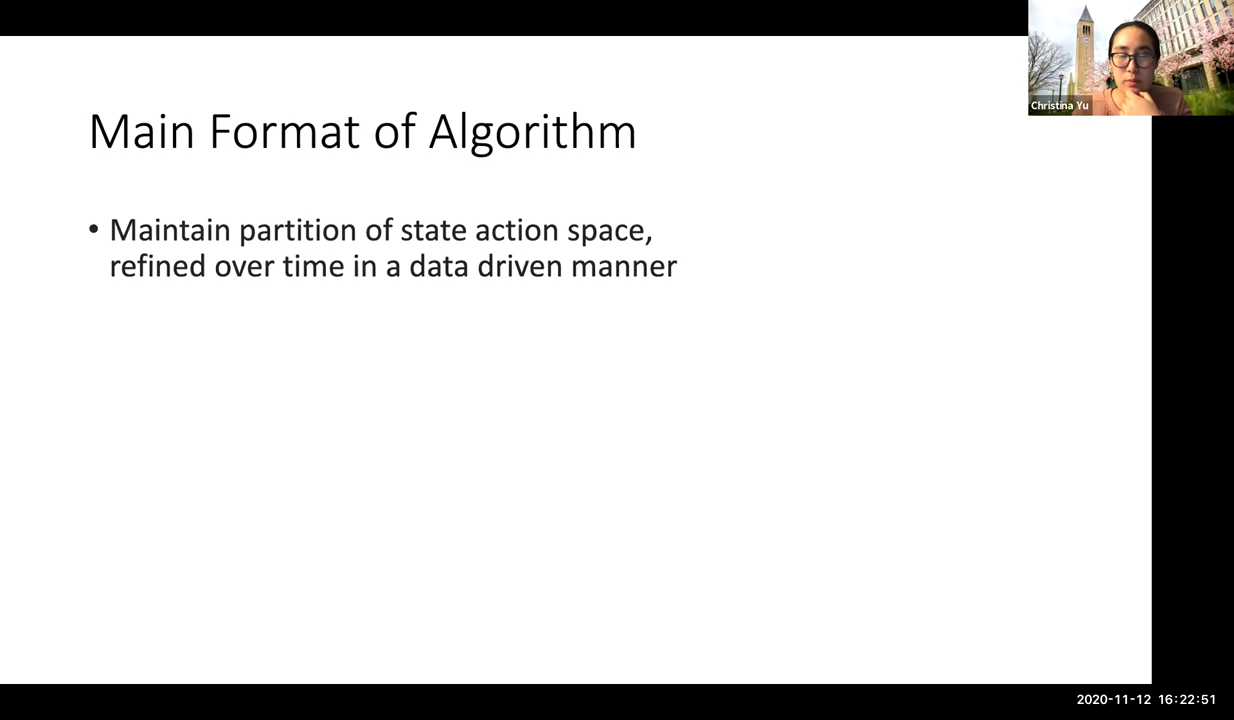 Christina Yu
Main Format of Algorithm
• Maintain partition of state action space,
refined over time in a data driven manner
2020-11-12 16:22:51